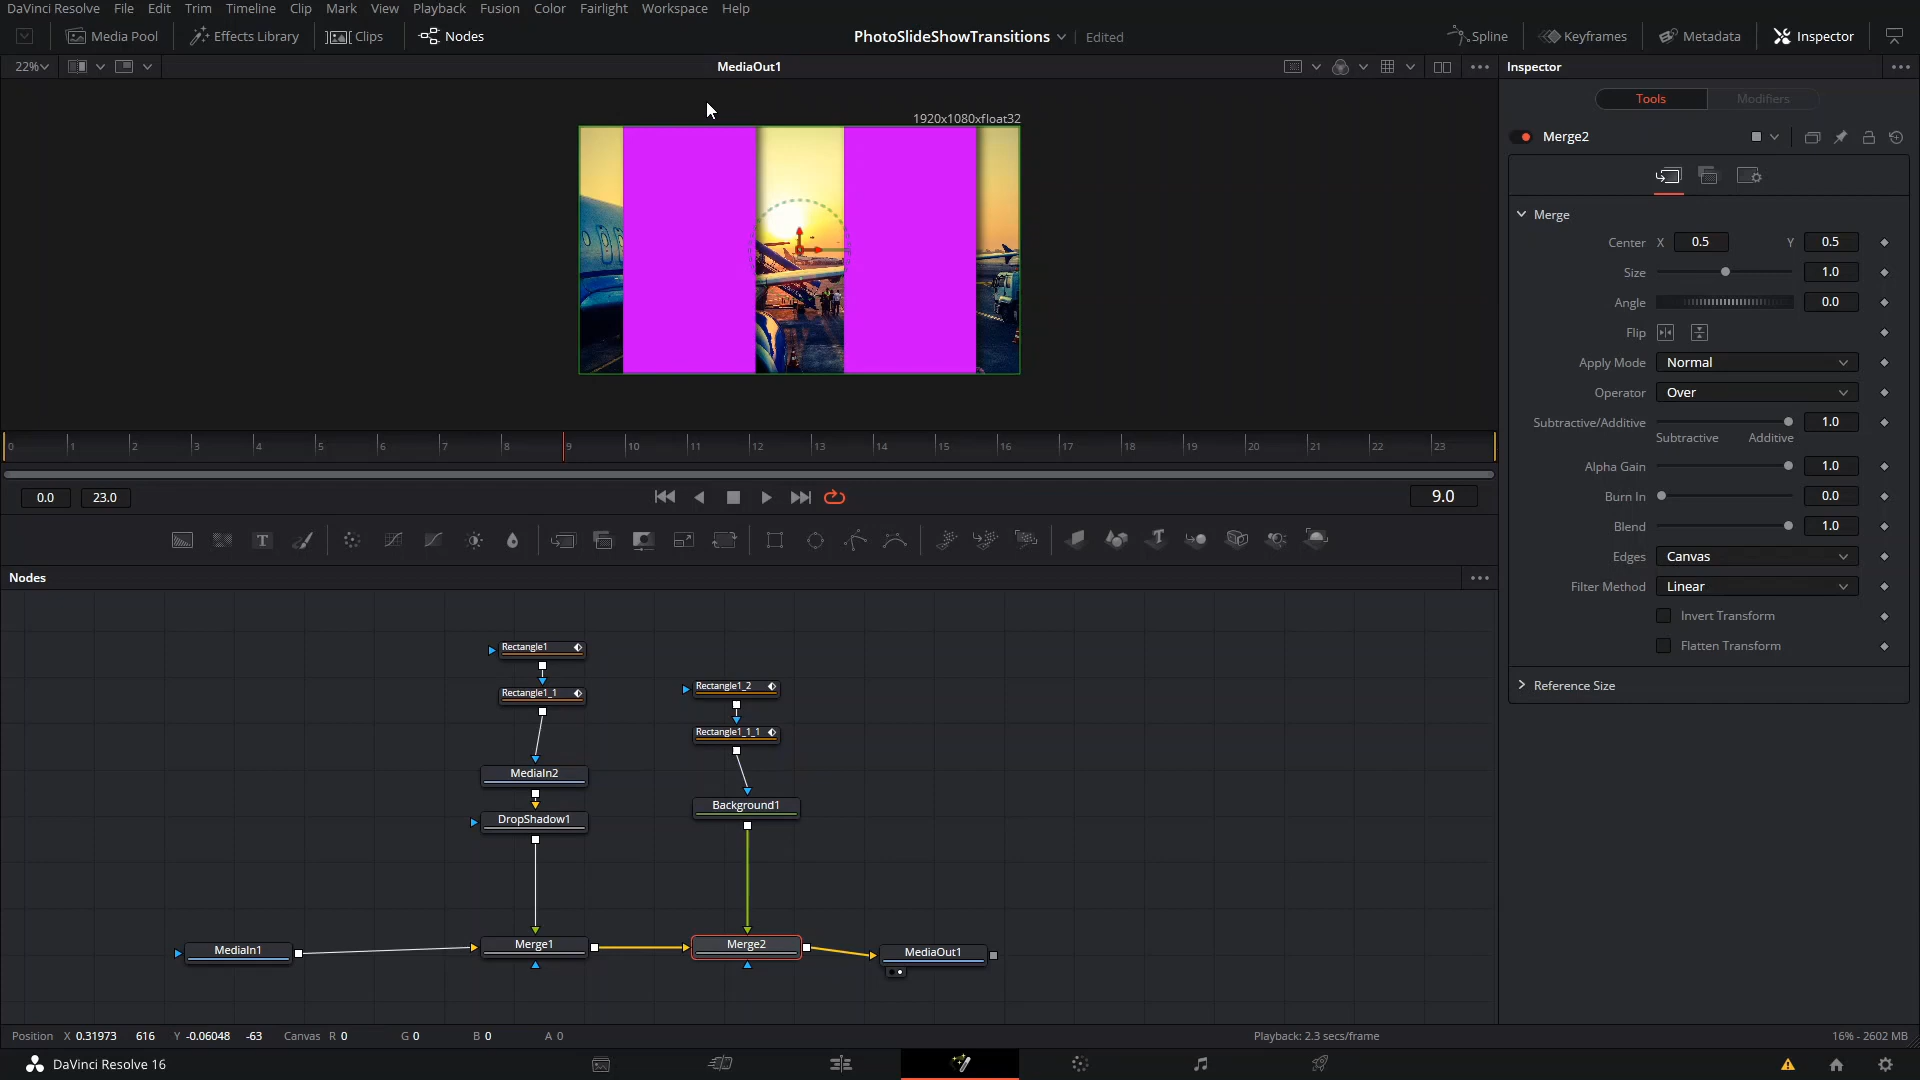 DaVinci Resolve File Edit Trim Timeline Clip Mark View Playback Fusion Color Fairlight Workspace Help
Media Pool Effects Library Clips Nodes PhotoSlideShowTransitions Edited Spline Keyframes Metadata Inspector
22% MediaOut1 Inspector
Tools Modifiers
1920x1080xfloat32
Merge2
Merge
Center X 0.5 Y 0.5
Size 1.0
Angle 0.0
Flip
Apply Mode Normal
Operator Over
Subtractive/Additive 1.0
Subtractive Additive
Alpha Gain 1.0
Burn In 0.0
Blend 1.0
Edges Canvas
Filter Method Linear
Invert Transform
Flatten Transform
Reference Size
0 1 2 3 4 5 6 7 8 9 10 11 12 13 14 15 16 17 18 19 20 21 22 23
0.0 23.0 9.0
Nodes
Rectangle1
Rectangle1_1
Rectangle1_2
Rectangle1_1_1
MediaIn2
Background1
DropShadow1
MediaIn1 Merge1 Merge2 MediaOut1
Position X 0.31973 616 Y -0.06048 -63 Canvas R 0 G 0 B 0 A 0 Playback: 2.3 secs/frame 16% - 2602 MB
DaVinci Resolve 16